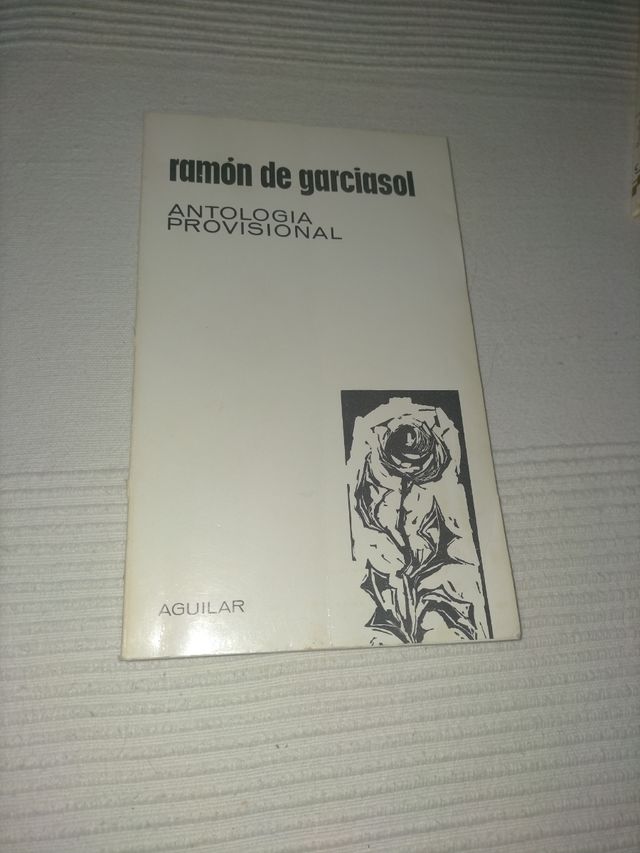 ramón de garciasol
ANTOLOGIA
PROVISIONAL
AGUILAR